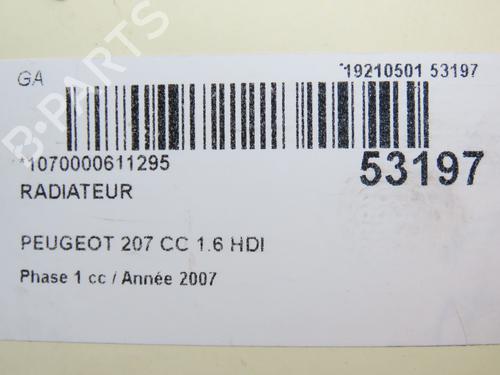 GA
*19210501 53197
*1070000611295
53197
RADIATEUR
PEUGEOT 207 CC 1.6 HDI
Phase 1 cc / Année 2007
B-PARTS